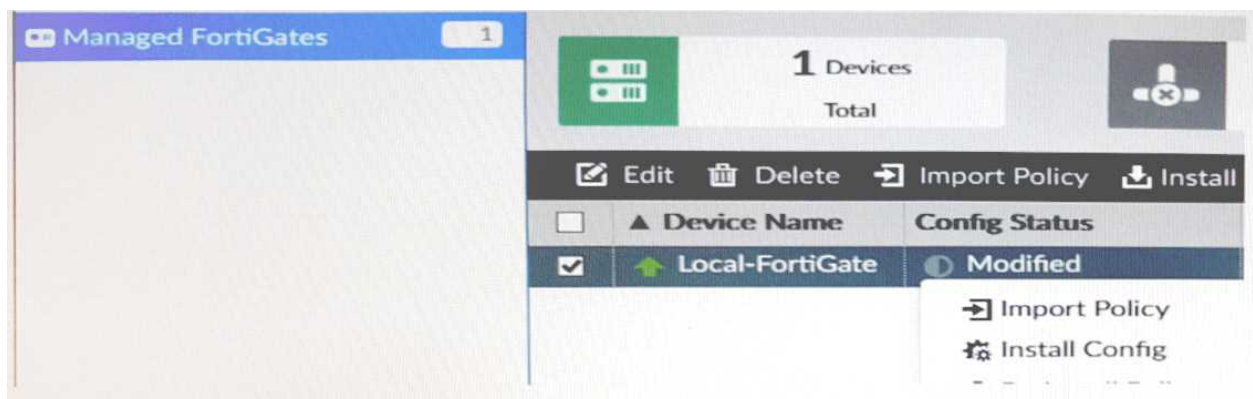 Managed FortiGates 1
1 Devices
Total
Edit Delete Import Policy Install
Device Name Config Status
Local-FortiGate Modified
Import Policy
Install Config